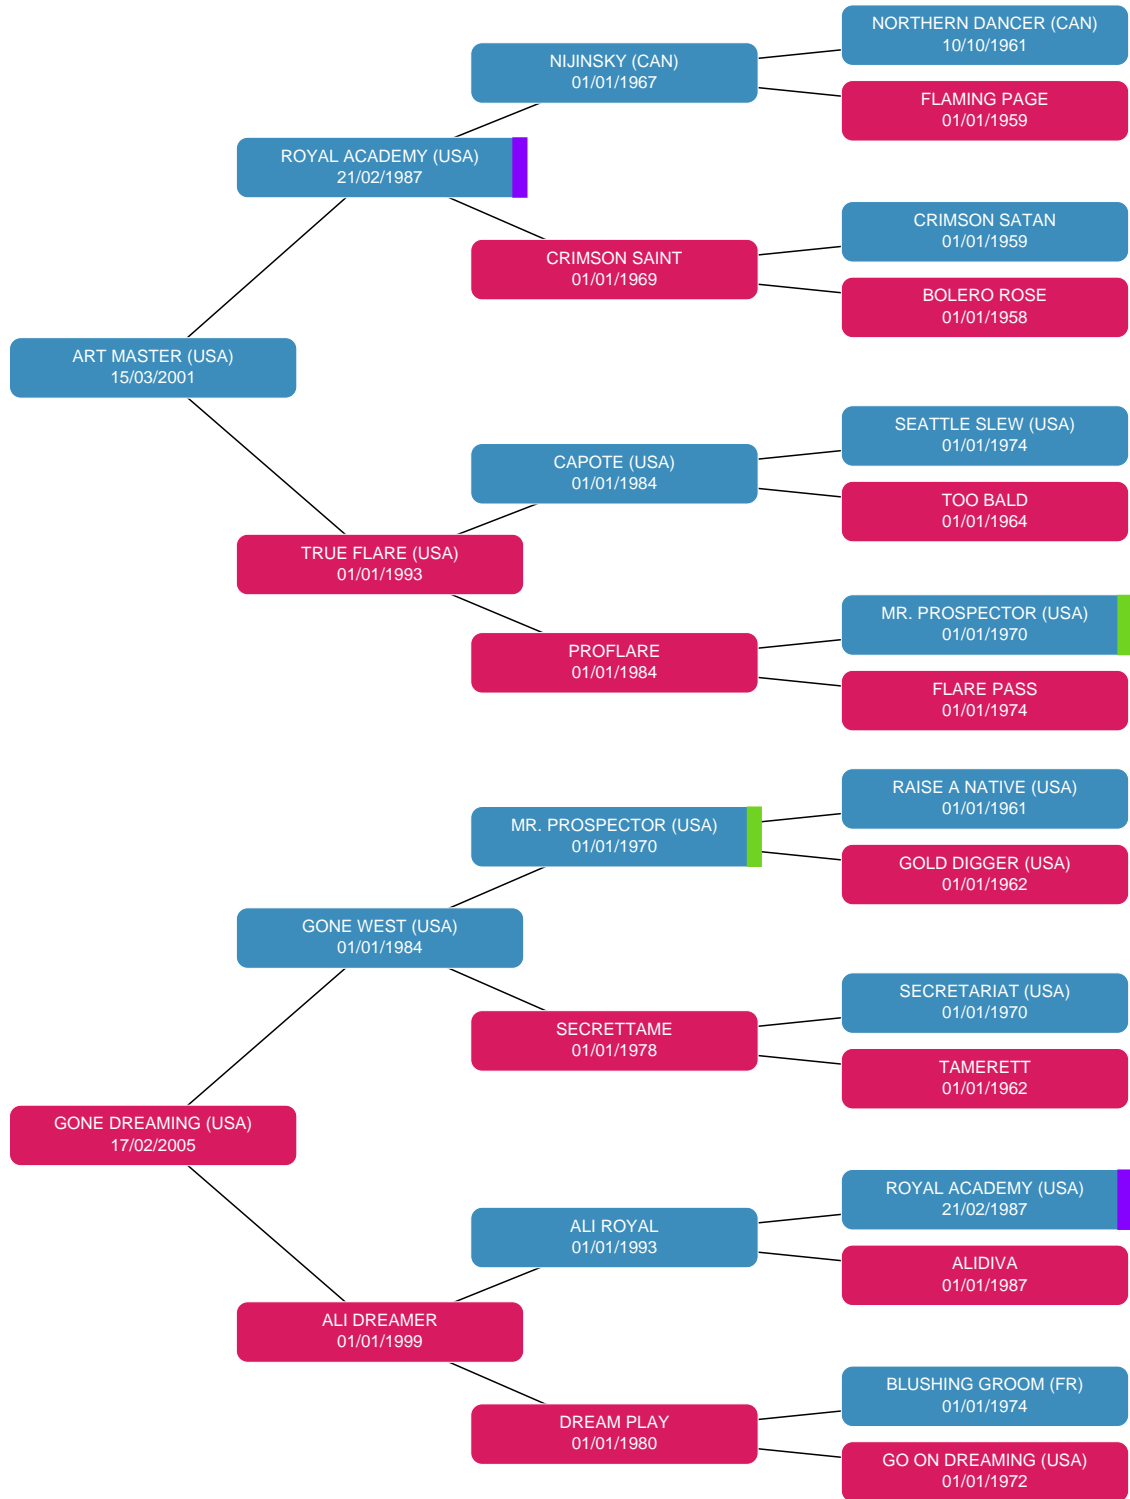 NORTHERN DANCER (CAN)
10/10/1961
NIJINSKY (CAN)
01/01/1967
FLAMING PAGE
01/01/1959
ROYAL ACADEMY (USA)
21/02/1987
CRIMSON SATAN
01/01/1959
CRIMSON SAINT
01/01/1969
BOLERO ROSE
01/01/1958
ART MASTER (USA)
15/03/2001
SEATTLE SLEW (USA)
01/01/1974
CAPOTE (USA)
01/01/1984
TOO BALD
01/01/1964
TRUE FLARE (USA)
01/01/1993
MR. PROSPECTOR (USA)
01/01/1970
PROFLARE
01/01/1984
FLARE PASS
01/01/1974
RAISE A NATIVE (USA)
01/01/1961
MR. PROSPECTOR (USA)
01/01/1970
GOLD DIGGER (USA)
01/01/1962
GONE WEST (USA)
01/01/1984
SECRETARIAT (USA)
01/01/1970
SECRETTAME
01/01/1978
TAMERETT
01/01/1962
GONE DREAMING (USA)
17/02/2005
ROYAL ACADEMY (USA)
21/02/1987
ALI ROYAL
01/01/1993
ALIDIVA
01/01/1987
ALI DREAMER
01/01/1999
BLUSHING GROOM (FR)
01/01/1974
DREAM PLAY
01/01/1980
GO ON DREAMING (USA)
01/01/1972